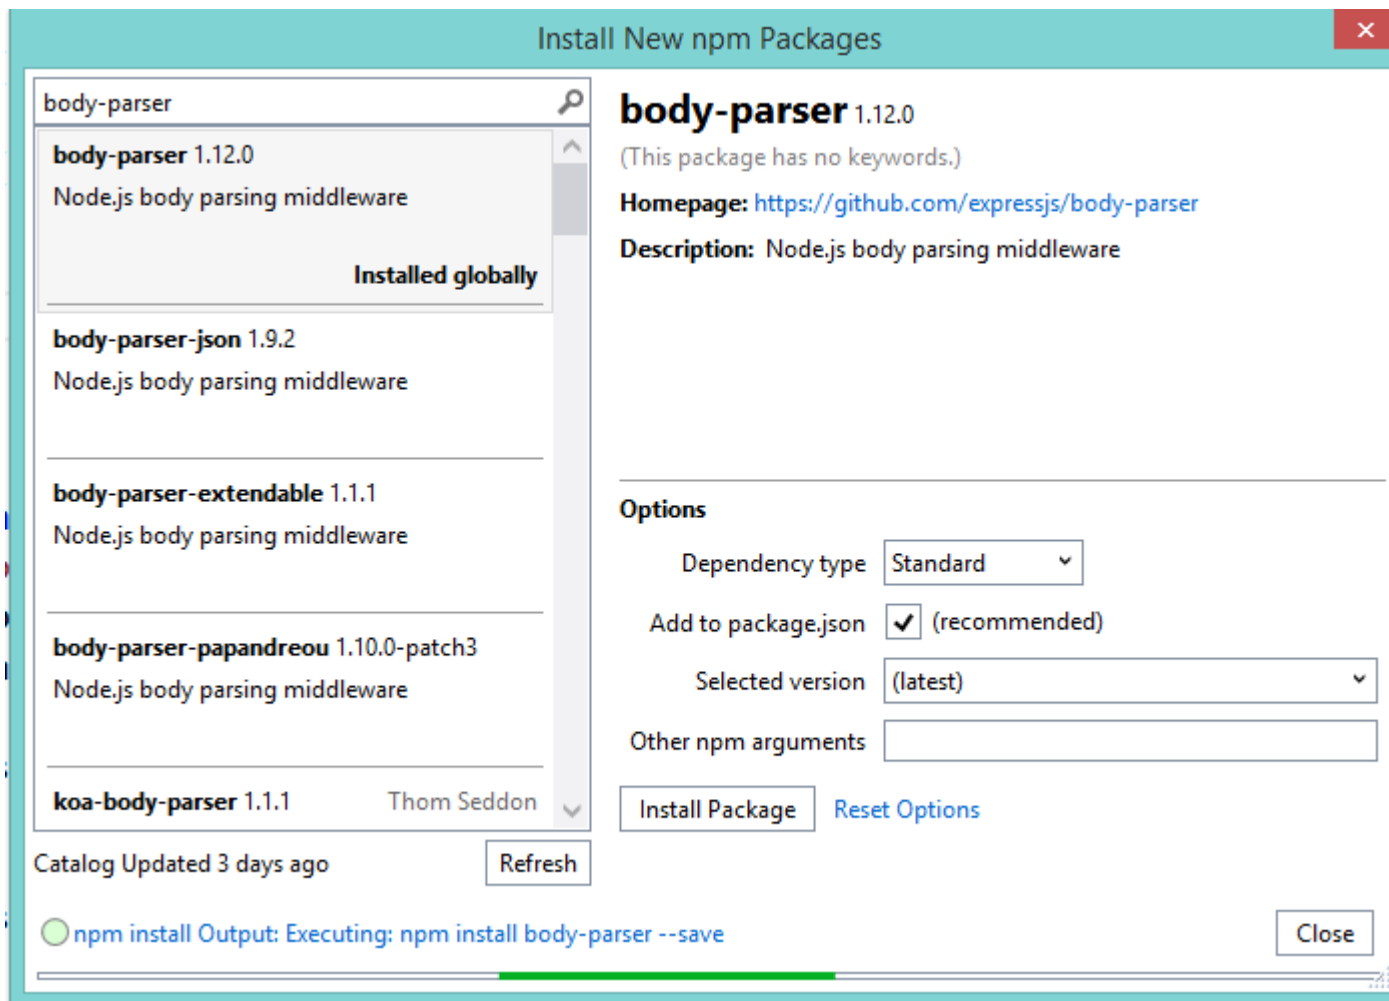 Install New npm Packages
body-parser
body-parser 1.12.0
Node.js body parsing middleware
Installed globally
body-parser-json 1.9.2
Node.js body parsing middleware
body-parser-extendable 1.1.1
Node.js body parsing middleware
body-parser-papandreou 1.10.0-patch3
Node.js body parsing middleware
koa-body-parser 1.1.1 Thom Seddon
Catalog Updated 3 days ago Refresh
body-parser 1.12.0
(This package has no keywords.)
Homepage: https://github.com/expressjs/body-parser
Description: Node.js body parsing middleware
Options
Dependency type Standard
Add to package.json (recommended)
Selected version (latest)
Other npm arguments
Install Package Reset Options
npm install Output: Executing: npm install body-parser --save
Close